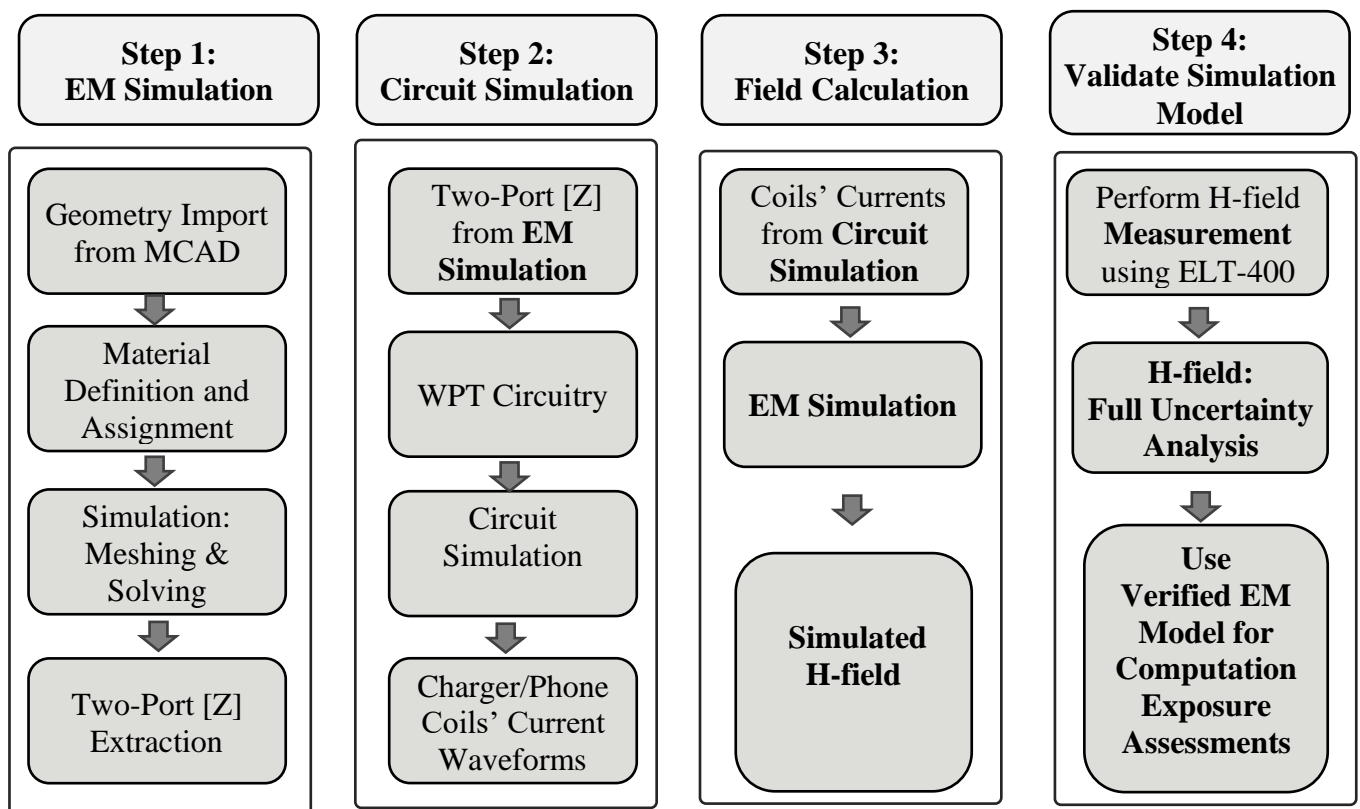 Step 1:
EM Simulation
Geometry Import
from MCAD
Material
Definition and
Assignment
Simulation:
Meshing &
Solving
Two-Port [Z]
Extraction
Step 2:
Circuit Simulation
Two-Port [Z]
from EM
Simulation
WPT Circuitry
Circuit
Simulation
Charger/Phone
Coils’ Current
Waveforms
Step 3:
Field Calculation
Coils’ Currents
from Circuit
Simulation
EM Simulation
Simulated
H-field
Step 4:
Validate Simulation
Model
Perform H-field
Measurement
using ELT-400
H-field:
Full Uncertainty
Analysis
Use
Verified EM
Model for
Computation
Exposure
Assessments